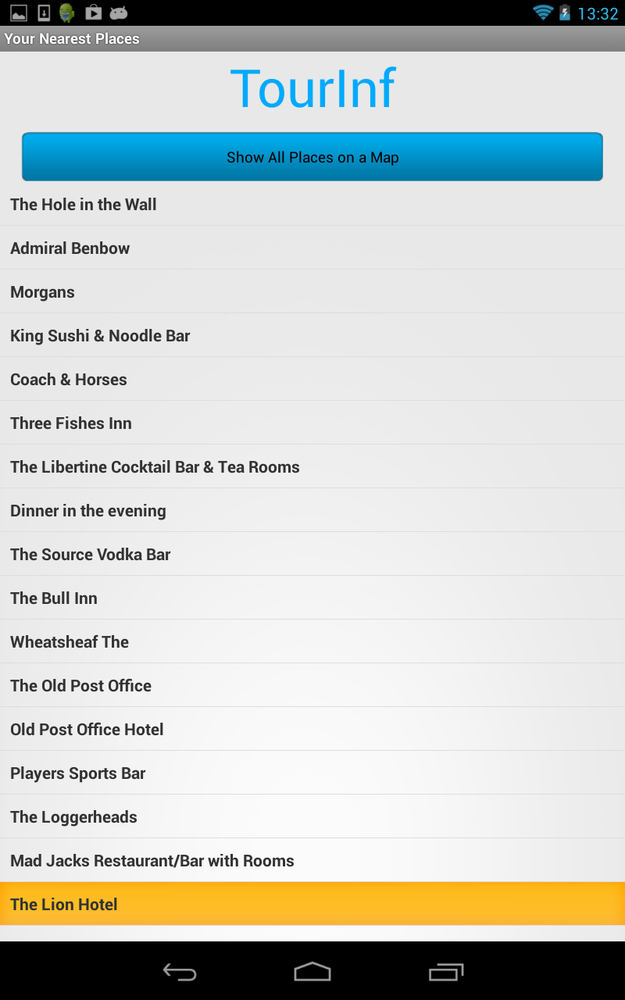 13:32
Your Nearest Places
TourInf
Show All Places on a Map
The Hole in the Wall
Admiral Benbow
Morgans
King Sushi & Noodle Bar
Coach & Horses
Three Fishes Inn
The Libertine Cocktail Bar & Tea Rooms
Dinner in the evening
The Source Vodka Bar
The Bull Inn
Wheatsheaf The
The Old Post Office
Old Post Office Hotel
Players Sports Bar
The Loggerheads
Mad Jacks Restaurant/Bar with Rooms
The Lion Hotel